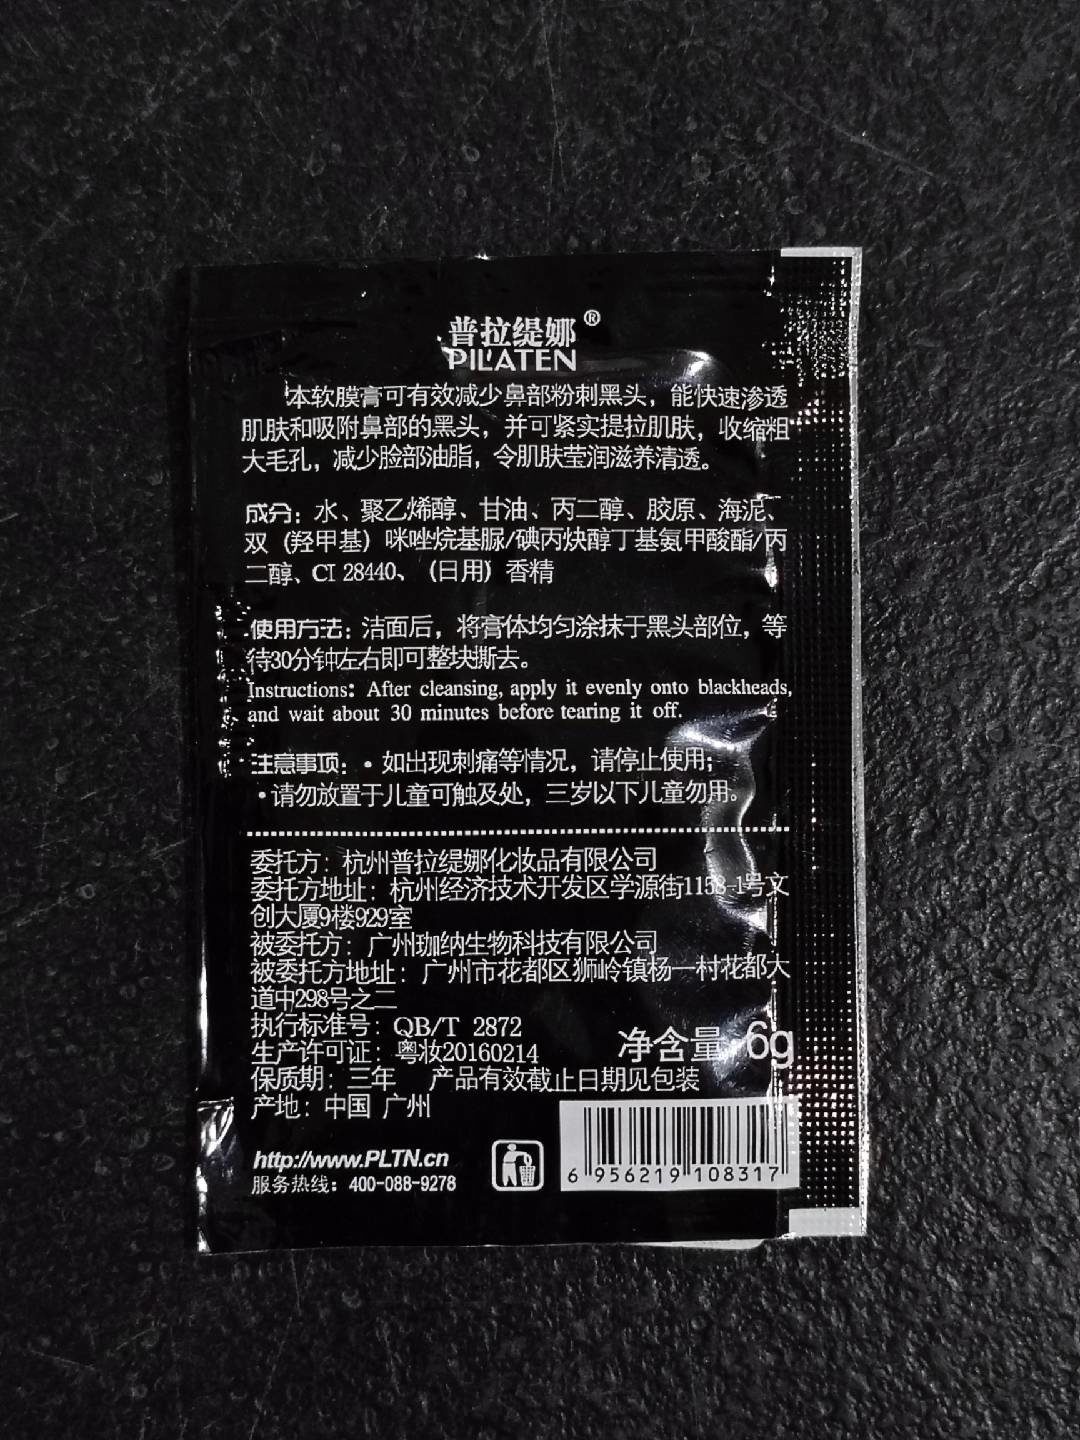 普拉缇娜®
PIL'ATEN
本软膜膏可有效减少鼻部粉刺黑头，能快速渗透
肌肤和吸附鼻部的黑头，并可紧实提拉肌肤，收缩粗
大毛孔，减少脸部油脂，令肌肤莹润滋养清透。
成分：水、聚乙烯醇、甘油、丙二醇、胶原、海泥、
双（羟甲基）咪唑烷基脲/碘丙炔醇丁基氨甲酸酯/丙
二醇、CI 28440、（日用）香精
使用方法：洁面后，将膏体均匀涂抹于黑头部位，等
待30分钟左右即可整块撕去。
Instructions: After cleansing, apply it evenly onto blackheads,
and wait about 30 minutes before tearing it off.
注意事项：• 如出现刺痛等情况，请停止使用；
• 请勿放置于儿童可触及处，三岁以下儿童勿用。
委托方：杭州普拉缇娜化妆品有限公司
委托方地址：杭州经济技术开发区学源街1158-1号文
创大厦9楼929室
被委托方：广州珈纳生物科技有限公司
被委托方地址：广州市花都区狮岭镇杨一村花都大
道中298号之二
执行标准号：QB/T 2872
生产许可证：粤妆20160214
净含量：6g
保质期：三年 产品有效截止日期见包装
产地：中国 广州
http://www.PLTN.cn
服务热线：400-088-9278
6 956219 108317